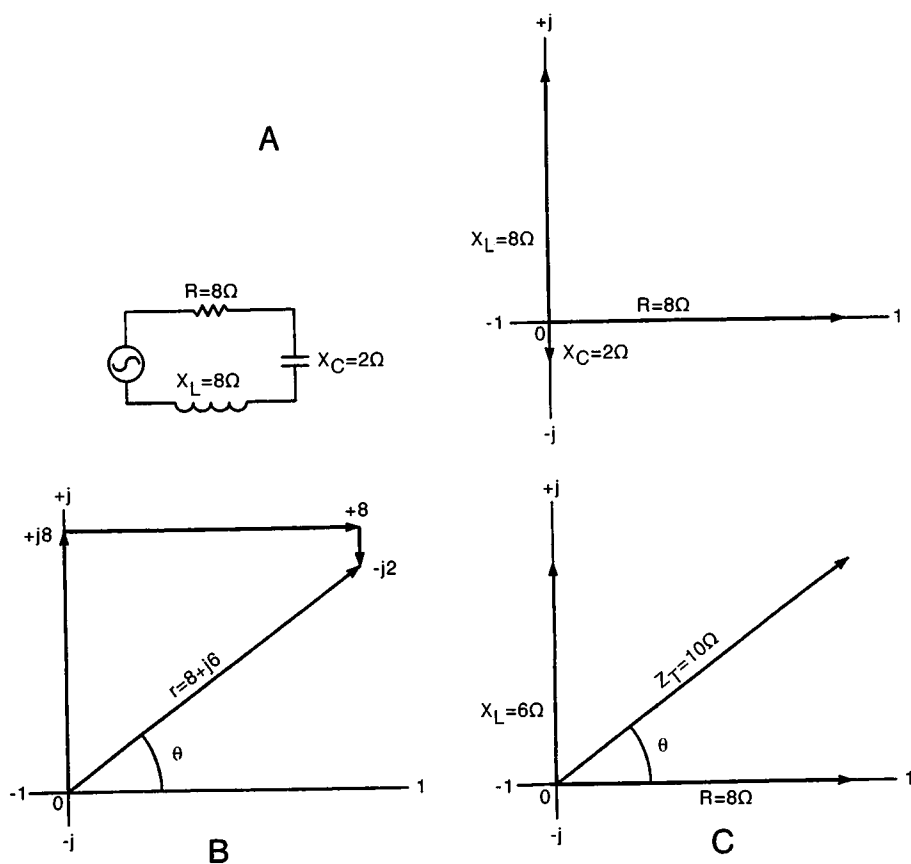 A
R=8Ω
X_C=2Ω
X_L=8Ω
+j
X_L=8Ω
R=8Ω
-1
0
1
X_C=2Ω
-j
+j
+8
+j8
-j2
r=8+j6
θ
-1
0
1
-j
B
+j
Z_T=10Ω
X_L=6Ω
θ
-1
0
1
R=8Ω
-j
C